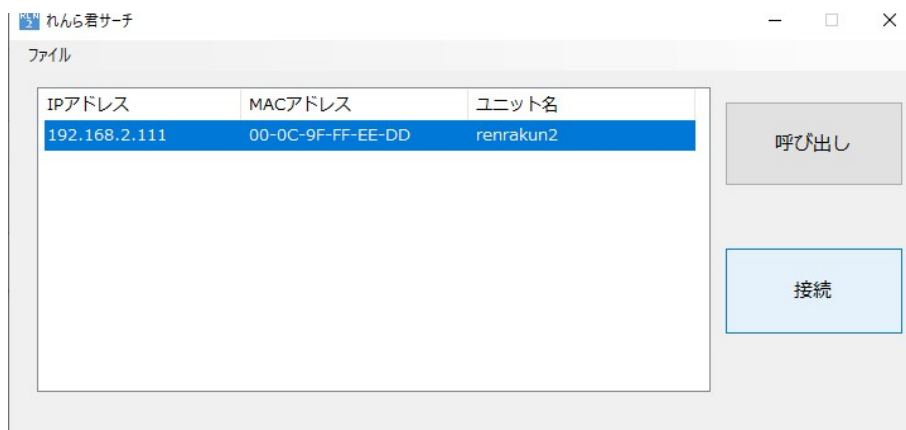 REN 2 れんら君サーチ
ファイル
IPアドレス MACアドレス ユニット名
192.168.2.111 00-0C-9F-FF-EE-DD renrakun2
呼び出し
接続